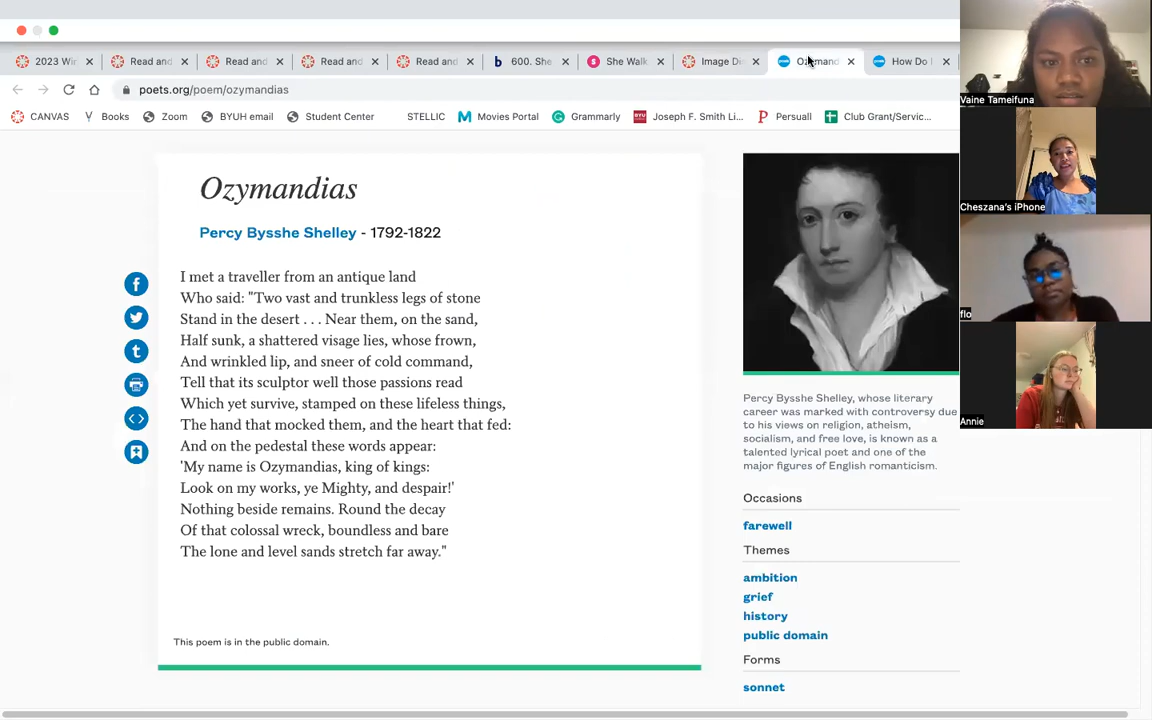 2023 Wi
Read and
Read and
Read and
Read and
600. She
She Walk
Image Di
Ozymand
How Do
poets.org/poem/ozymandias
CANVAS
Books
Zoom
BYUH email
Student Center
STELLIC
Movies Portal
Grammarly
Joseph F. Smith Li...
Persuall
Club Grant/Servic...
Ozymandias
Percy Bysshe Shelley - 1792-1822
I met a traveller from an antique land
Who said: "Two vast and trunkless legs of stone
Stand in the desert . . . Near them, on the sand,
Half sunk, a shattered visage lies, whose frown,
And wrinkled lip, and sneer of cold command,
Tell that its sculptor well those passions read
Which yet survive, stamped on these lifeless things,
The hand that mocked them, and the heart that fed:
And on the pedestal these words appear:
'My name is Ozymandias, king of kings:
Look on my works, ye Mighty, and despair!'
Nothing beside remains. Round the decay
Of that colossal wreck, boundless and bare
The lone and level sands stretch far away."
This poem is in the public domain.
Percy Bysshe Shelley, whose literary
career was marked with controversy due
to his views on religion, atheism,
socialism, and free love, is known as a
talented lyrical poet and one of the
major figures of English romanticism.
Occasions
farewell
Themes
ambition
grief
history
public domain
Forms
sonnet
Vaine Tameifuna
Cheszana's iPhone
flo
Annie